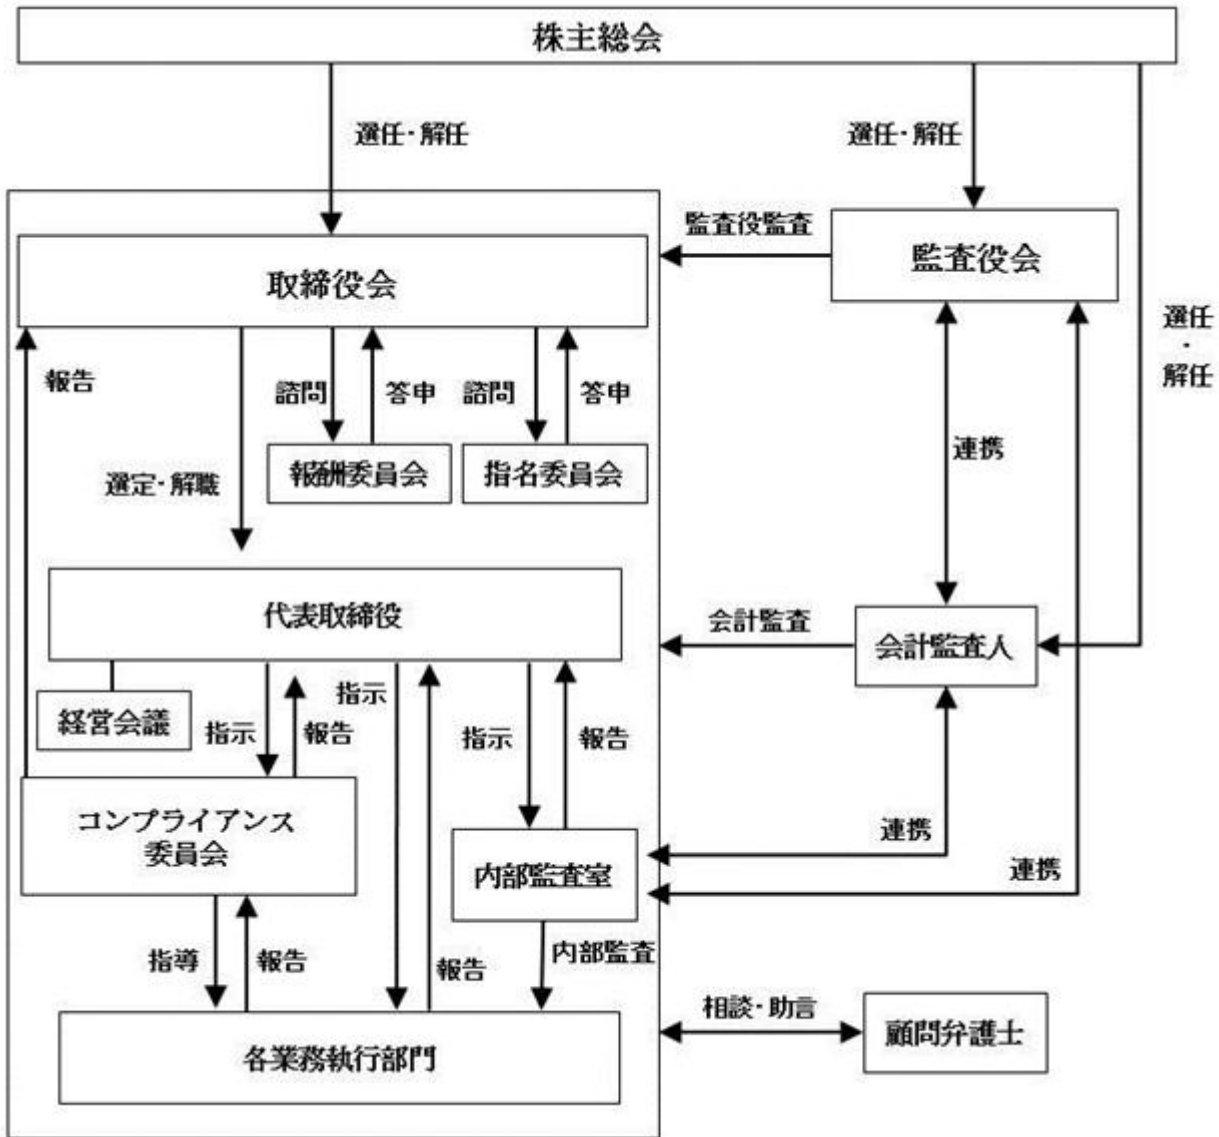 株主総会
選任・解任
選任・解任
監査役監査
監査役会
取締役会
選任
・
解任
報告
諮問
答申
諮問
答申
連携
報酬委員会
指名委員会
選定・解職
代表取締役
会計監査
会計監査人
経営会議
指示
報告
指示
指示
報告
コンプライアンス
委員会
内部監査室
連携
連携
指導
報告
報告
内部監査
相談・助言
顧問弁護士
各業務執行部門